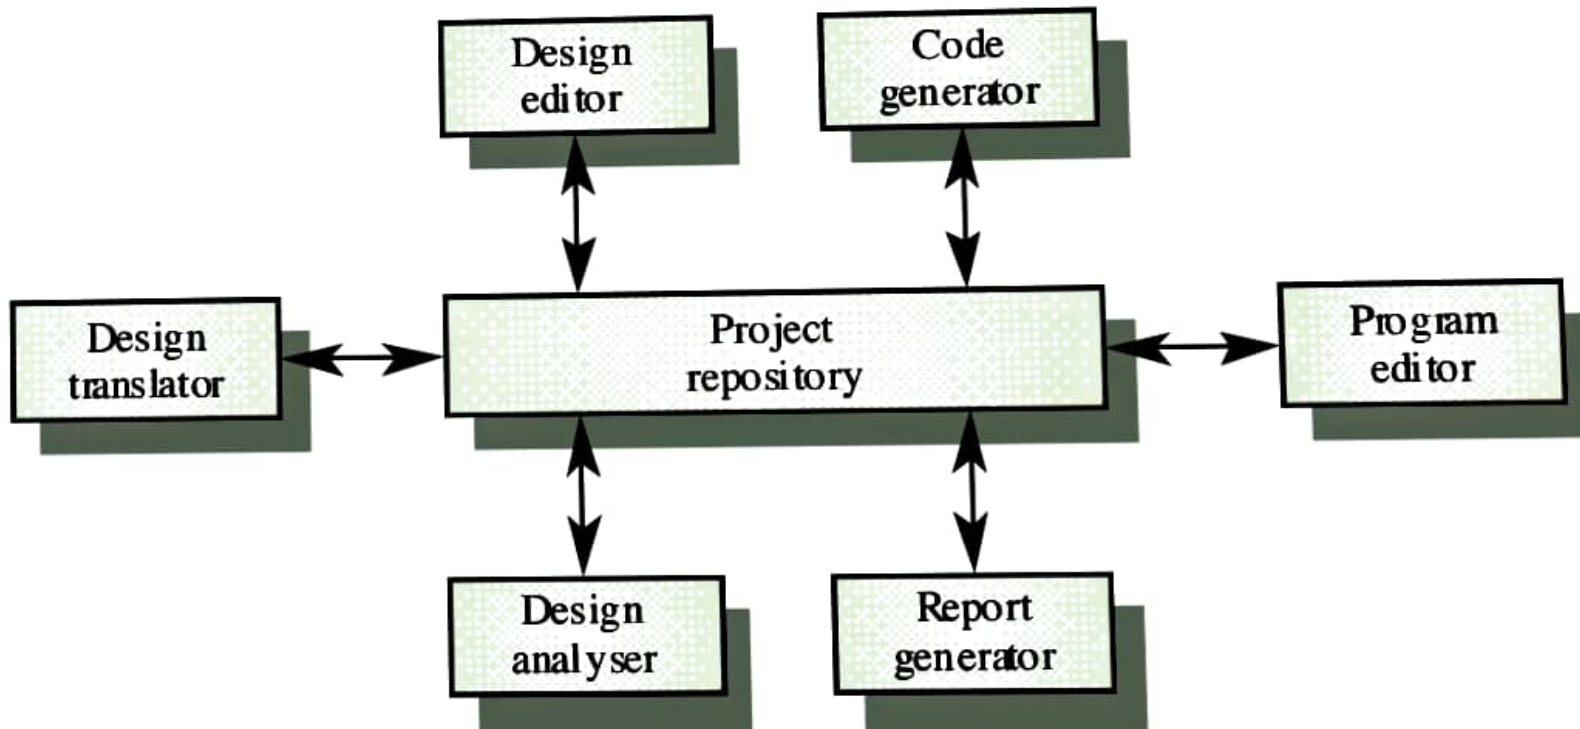 Design
editor
Code
generator
Design
translator
Project
repository
Program
editor
Design
analyser
Report
generator